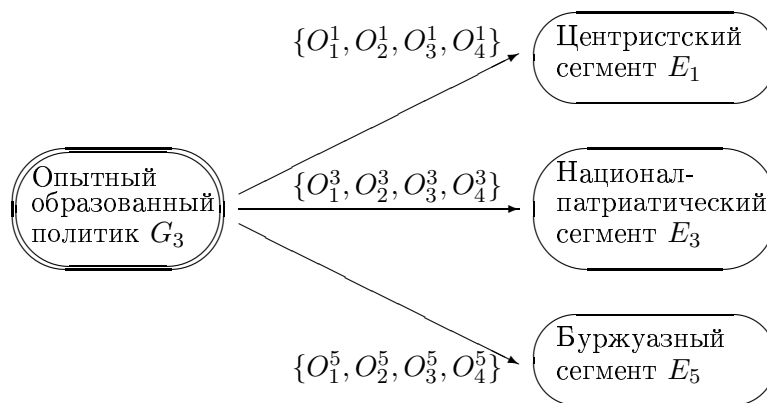 {O_1^1, O_2^1, O_3^1, O_4^1}
Центристский
сегмент E_1
Опытный
образованный
политик G_3
{O_1^3, O_2^3, O_3^3, O_4^3}
Национал-
патриатический
сегмент E_3
{O_1^5, O_2^5, O_3^5, O_4^5}
Буржуазный
сегмент E_5